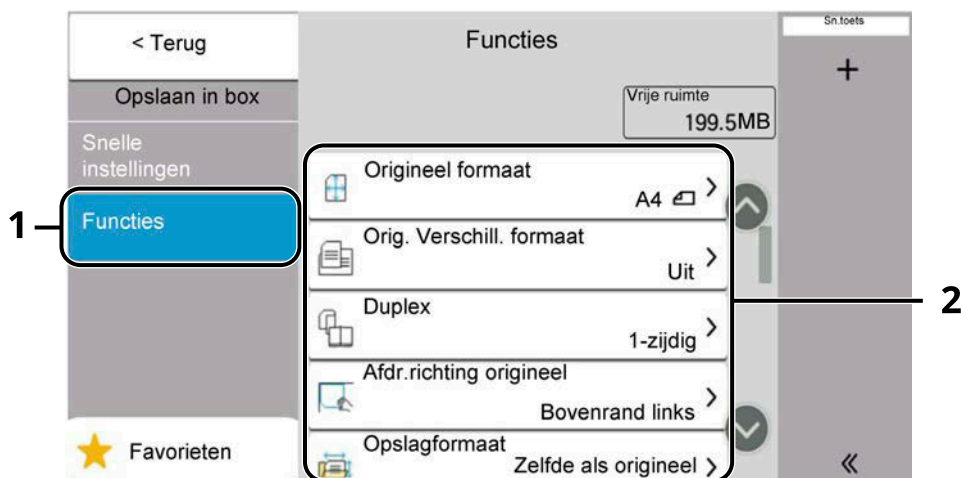 < Terug
Functies
Sn.toets
+
Opslaan in box
Vrije ruimte
199.5MB
Snelle
instellingen
1
Functies
Origineel formaat
A4
Orig. Verschill. formaat
Uit
2
Duplex
1-zijdig
Afdr.richting origineel
Bovenrand links
Opslagformaat
Zelfde als origineel
Favorieten